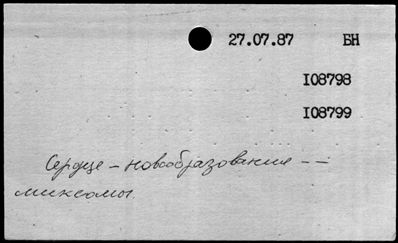 27.07.87 БН
I08798
I08799
Сердце – новообразования – –
миксомы.